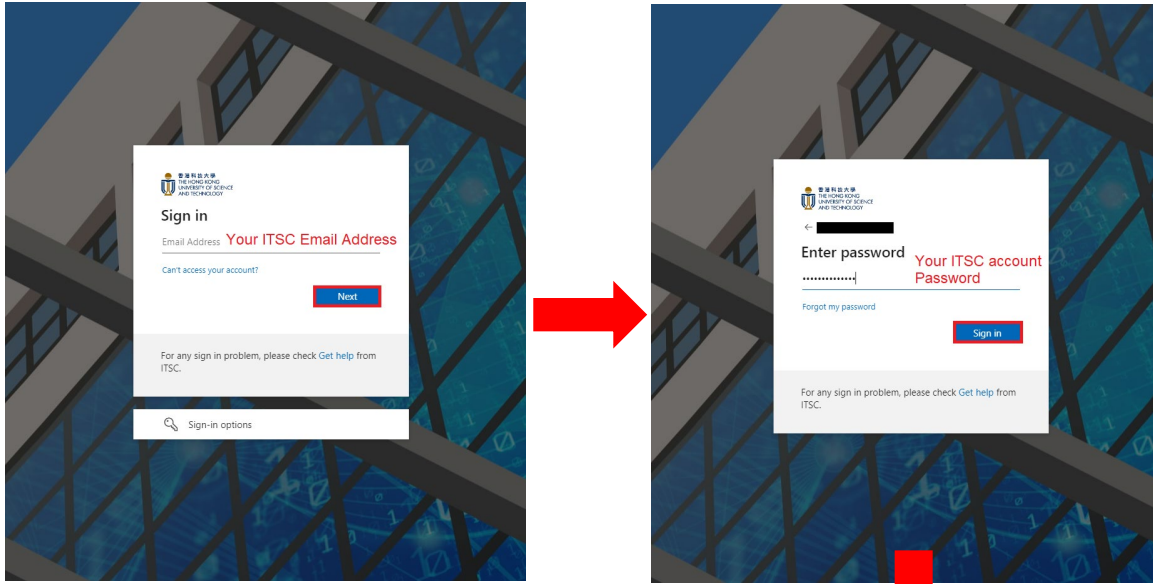 香港科技大學
THE HONG KONG
UNIVERSITY OF SCIENCE
AND TECHNOLOGY
Sign in
Email Address Your ITSC Email Address
Can't access your account?
Next
For any sign in problem, please check Get help from
ITSC.
Sign-in options
香港科技大學
THE HONG KONG
UNIVERSITY OF SCIENCE
AND TECHNOLOGY
Enter password
Your ITSC account
Password
Forgot my password
Sign in
For any sign in problem, please check Get help from
ITSC.